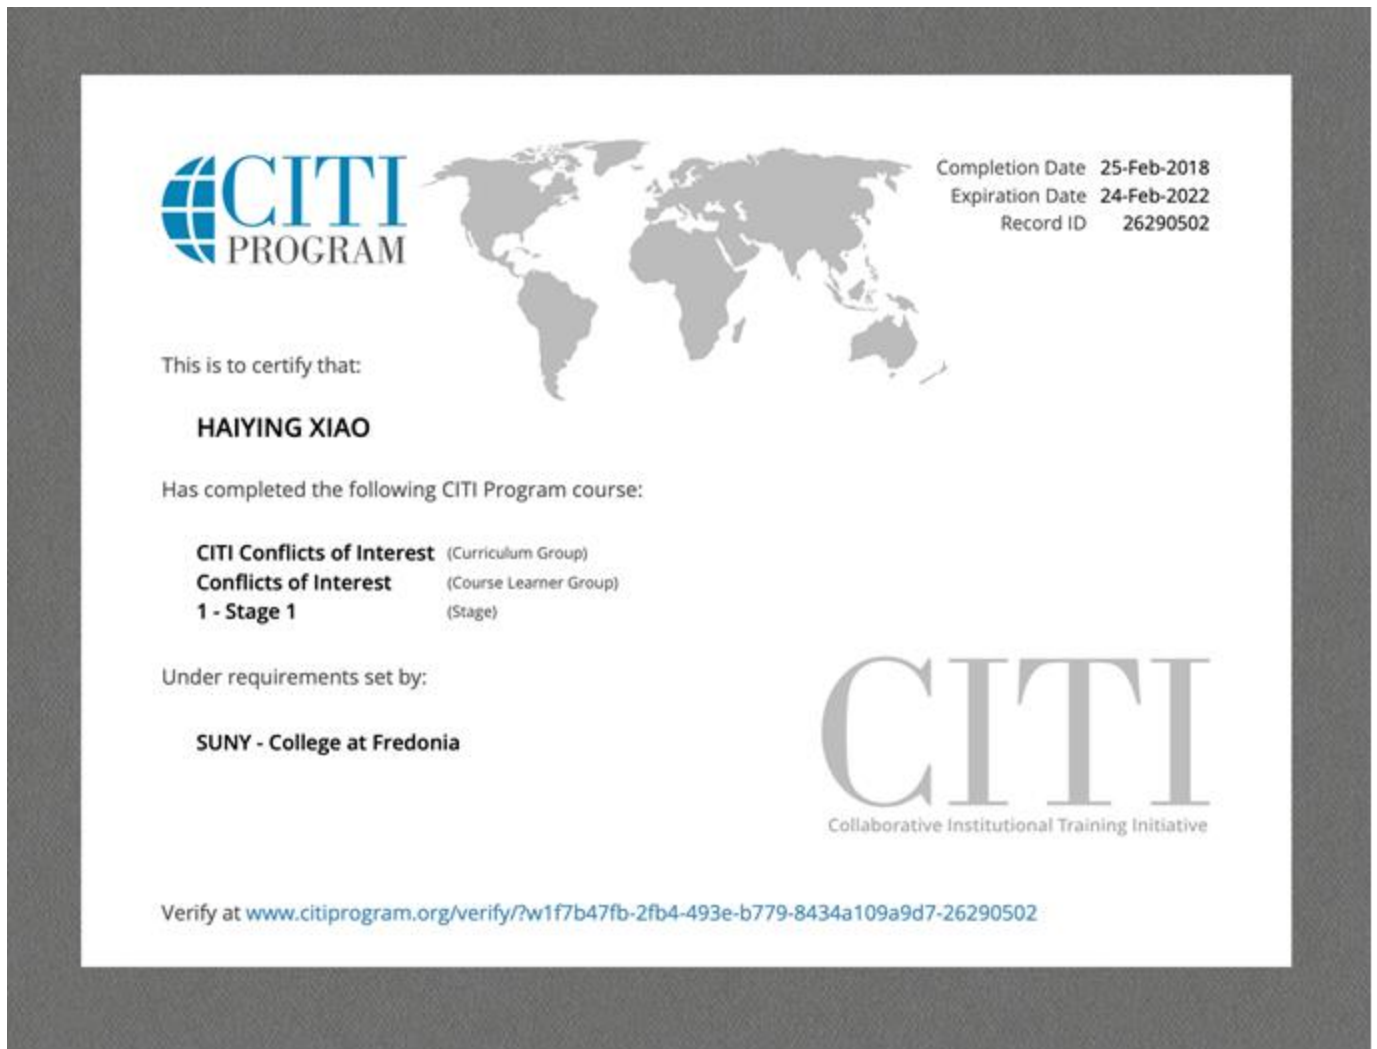 CITI
PROGRAM
Completion Date 25-Feb-2018
Expiration Date 24-Feb-2022
Record ID 26290502
This is to certify that:
HAIYING XIAO
Has completed the following CITI Program course:
CITI Conflicts of Interest (Curriculum Group)
Conflicts of Interest (Course Learner Group)
1 - Stage 1 (Stage)
Under requirements set by:
SUNY - College at Fredonia
CITI
Collaborative Institutional Training Initiative
Verify at www.citiprogram.org/verify/?w1f7b47fb-2fb4-493e-b779-8434a109a9d7-26290502